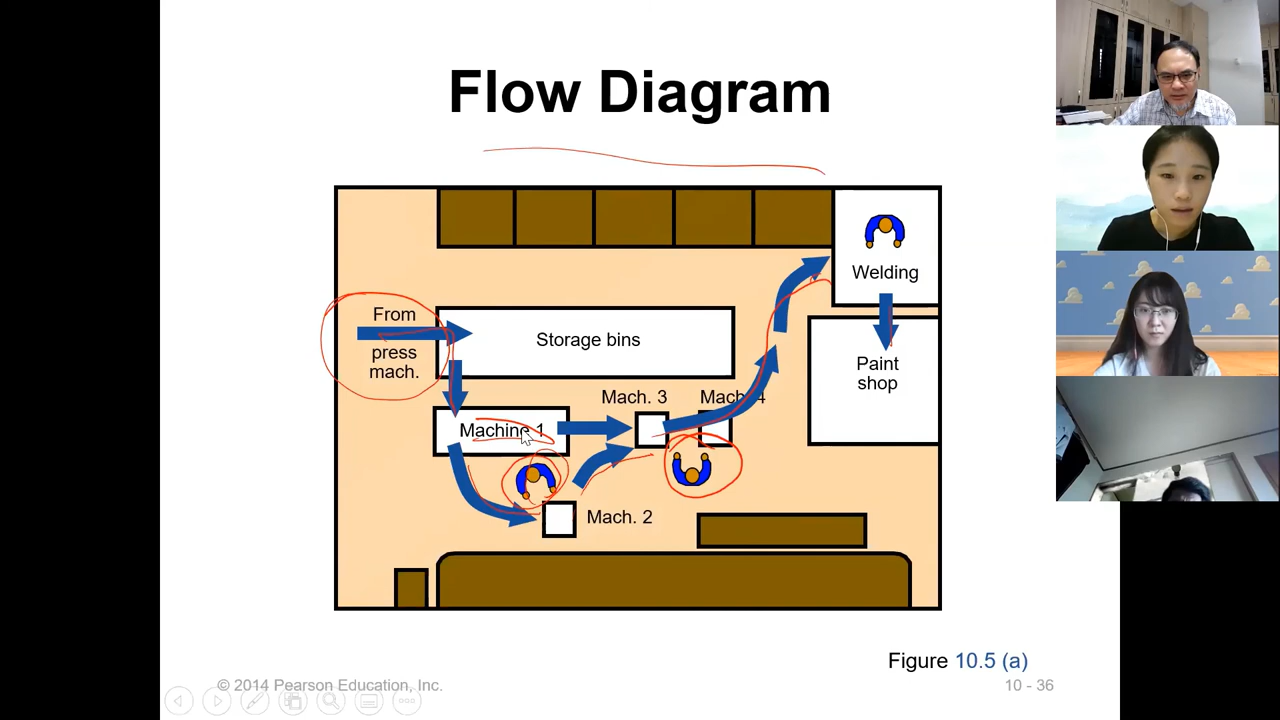 Flow Diagram
Welding
From
press
mach.
Storage bins
Paint
shop
Mach. 3
Mach. 4
Machine 1
Mach. 2
Figure 10.5 (a)
© 2014 Pearson Education, Inc.
10 - 36